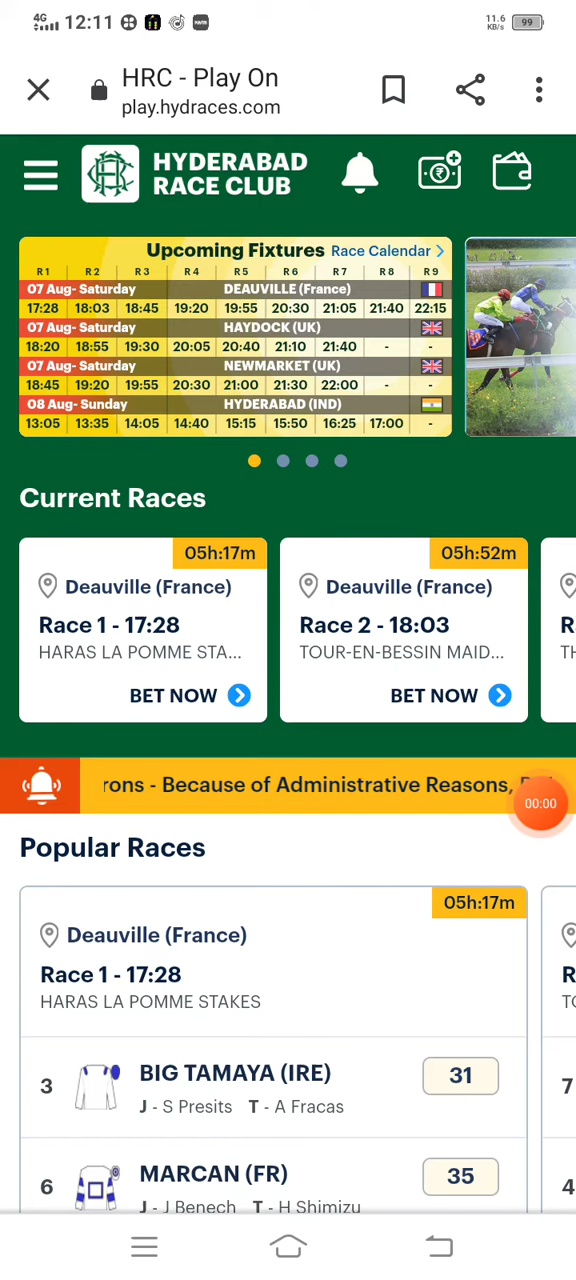 4G 12:11 11.6 KB/s 99
HRC - Play On
play.hydraces.com
HYDERABAD
RACE CLUB
Upcoming Fixtures Race Calendar
R1 R2 R3 R4 R5 R6 R7 R8 R9
07 Aug- Saturday DEAUVILLE (France)
17:28 18:03 18:45 19:20 19:55 20:30 21:05 21:40 22:15
07 Aug- Saturday HAYDOCK (UK)
18:20 18:55 19:30 20:05 20:40 21:10 21:40 - -
07 Aug- Saturday NEWMARKET (UK)
18:45 19:20 19:55 20:30 21:00 21:30 22:00 - -
08 Aug- Sunday HYDERABAD (IND)
13:05 13:35 14:05 14:40 15:15 15:50 16:25 17:00 -
Current Races
05h:17m 05h:52m
Deauville (France) Deauville (France)
Race 1 - 17:28 Race 2 - 18:03 R
HARAS LA POMME STA... TOUR-EN-BESSIN MAID... TH
BET NOW BET NOW
rons - Because of Administrative Reasons,
00:00
Popular Races
05h:17m
Deauville (France)
Race 1 - 17:28 R
HARAS LA POMME STAKES TO
3 BIG TAMAYA (IRE) 31 7
J - S Presits T - A Fracas
6 MARCAN (FR) 35 4
J - J Benech T - H Shimizu